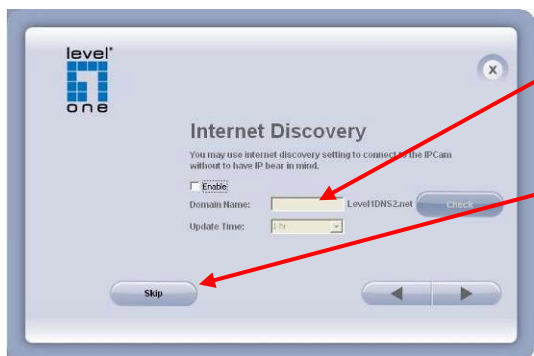 level
one
X
Internet Discovery
You may use internet discovery setting to connect to the IPCam
without to have IP bear in mind.
Enable
Domain Name: Level1DNS2.net Check
Update Time: 1 hr
Skip